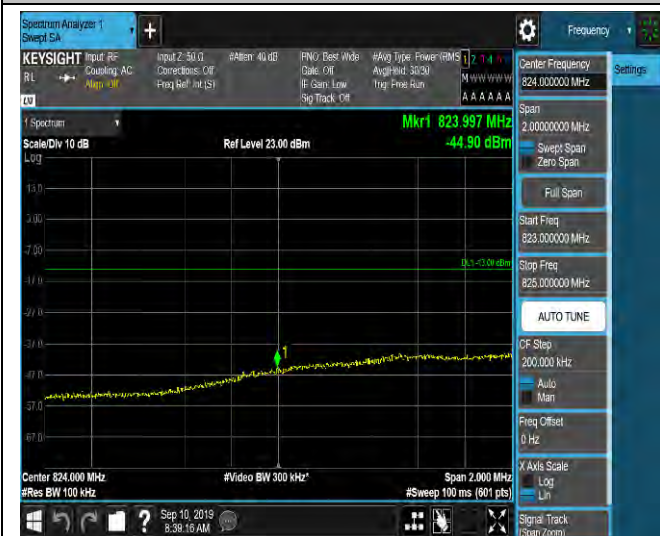 Spectrum Analyzer 1
Swept SA
+
Frequency
KEYSIGHT
RL
Input: RF
Coupling: AC
Align: Off
Input Z: 50 Ω
Corrections: Off
Freq Ref: Int (S)
#Atten: 40 dB
PNO: Best Wide
Gate: Off
IF Gain: Low
Sig Track: Off
#Avg Type: Power (RMS
Avg|Hold: 30/30
Trig: Free Run
M W W W W W
A A A A A A
1 Spectrum
Scale/Div 10 dB
Log
Ref Level 23.00 dBm
Mkr1 823.997 MHz
-44.90 dBm
13.0
3.00
-7.00
DL1 -13.00 dBm
-17.0
-27.0
-37.0
1
-47.0
-57.0
-67.0
Center 824.000 MHz
#Video BW 300 kHz*
Span 2.000 MHz
#Res BW 100 kHz
#Sweep 100 ms (601 pts)
Sep 10, 2019
8:39:16 AM
Center Frequency
824.000000 MHz
Settings
Span
2.00000000 MHz
Swept Span
Zero Span
Full Span
Start Freq
823.000000 MHz
Stop Freq
825.000000 MHz
AUTO TUNE
CF Step
200.000 kHz
Auto
Man
Freq Offset
0 Hz
X Axis Scale
Log
Lin
Signal Track
(Span Zoom)